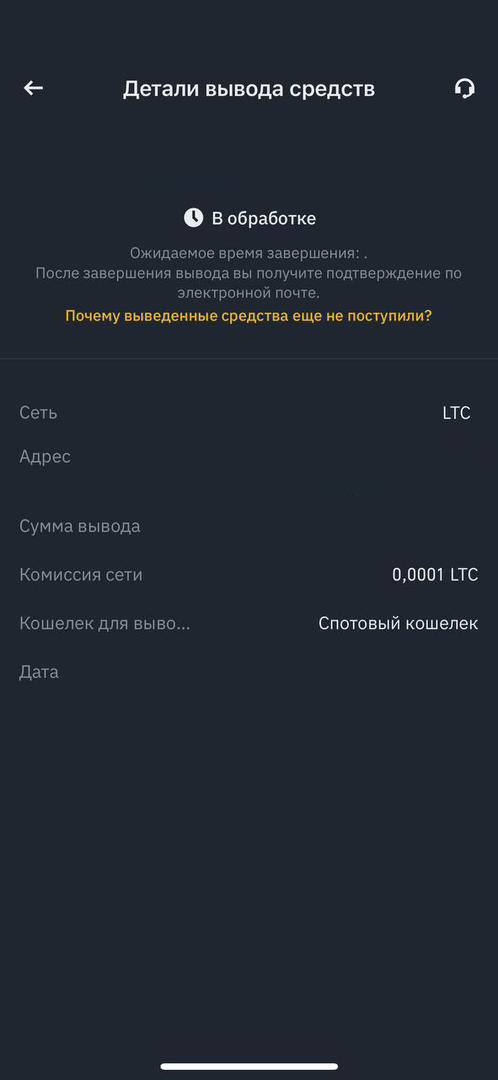 Детали вывода средств
В обработке
Ожидаемое время завершения: .
После завершения вывода вы получите подтверждение по
электронной почте.
Почему выведенные средства еще не поступили?
Сеть LTC
Адрес
Сумма вывода
Комиссия сети 0,0001 LTC
Кошелек для выво... Спотовый кошелек
Дата